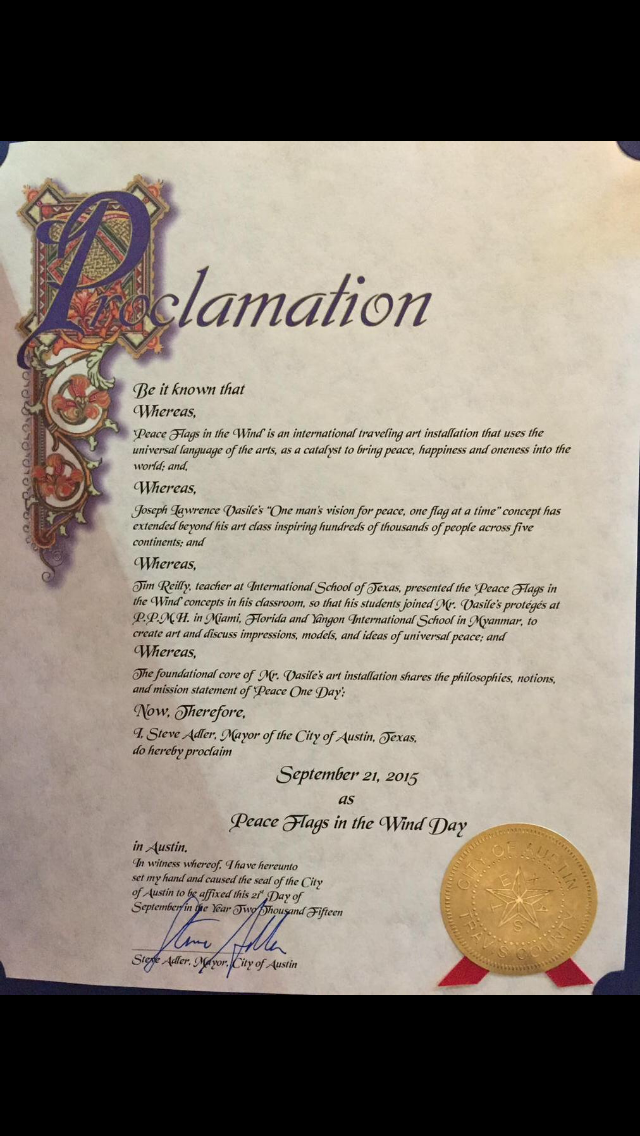 Proclamation
Be it known that
Whereas,
'Peace Flags in the Wind' is an international traveling art installation that uses the
universal language of the arts, as a catalyst to bring peace, happiness and oneness into the
world; and,
Whereas,
Joseph Lawrence Vasile's "One man's vision for peace, one flag at a time" concept has
extended beyond his art class inspiring hundreds of thousands of people across five
continents; and
Whereas,
Tim Reilly, teacher at International School of Texas, presented the 'Peace Flags in
the Wind' concepts in his classroom, so that his students joined Mr. Vasile's protégés at
P.P.M.H. in Miami, Florida and Yangon International School in Myanmar, to
create art and discuss impressions, models, and ideas of universal peace; and
Whereas,
The foundational core of Mr. Vasile's art installation shares the philosophies, notions,
and mission statement of 'Peace One Day';
Now, Therefore,
I, Steve Adler, Mayor of the City of Austin, Texas,
do hereby proclaim
September 21, 2015
as
Peace Flags in the Wind Day
in Austin.
In witness whereof, I have hereunto
set my hand and caused the seal of the City
of Austin to be affixed this 21st Day of
September in the Year Two Thousand Fifteen
Steve Adler
Steve Adler, Mayor, City of Austin
CITY OF AUSTIN
TEXAS